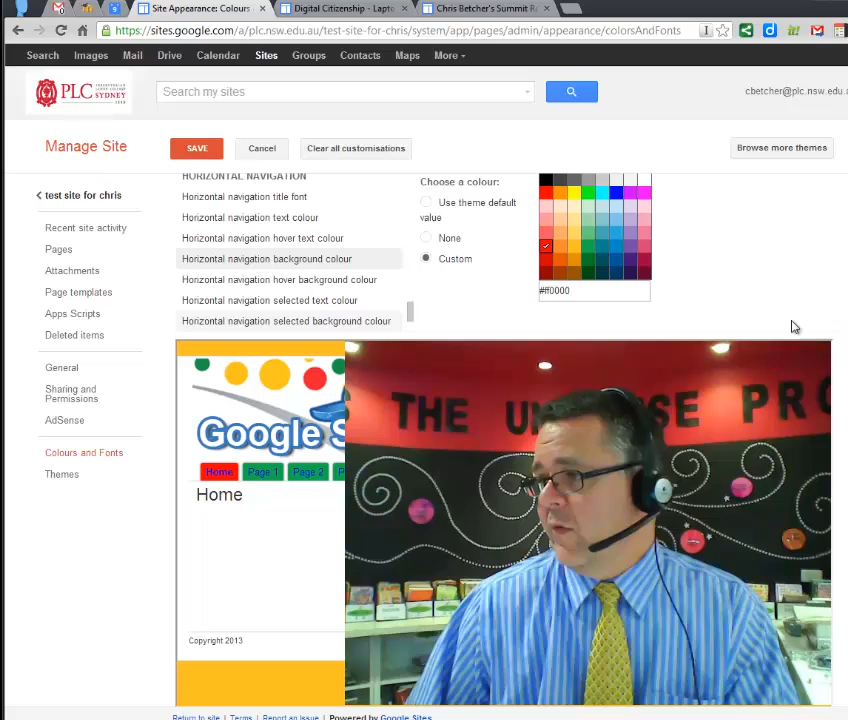 Site Appearance: Colours
Digital Citizenship - Lapto
Chris Betcher's Summit R
https://sites.google.com/a/plc.nsw.edu.au/test-site-for-chris/system/app/pages/admin/appearance/colorsAndFonts
Search Images Mail Drive Calendar Sites Groups Contacts Maps More
PLC SYDNEY
Search my sites
cbetcher@plc.nsw.edu.a
Manage Site
SAVE
Cancel
Clear all customisations
Browse more themes
test site for chris
Recent site activity
Pages
Attachments
Page templates
Apps Scripts
Deleted items
General
Sharing and
Permissions
AdSense
Colours and Fonts
Themes
HORIZONTAL NAVIGATION
Horizontal navigation title font
Horizontal navigation text colour
Horizontal navigation hover text colour
Horizontal navigation background colour
Horizontal navigation hover background colour
Horizontal navigation selected text colour
Horizontal navigation selected background colour
Choose a colour:
Use theme default
value
None
Custom
#ff0000
Google S
Home Page 1 Page 2 P
Home
Copyright 2013
S THE UN RSE PRO
Return to site | Terms | Report an Issue | Powered by Google Sites